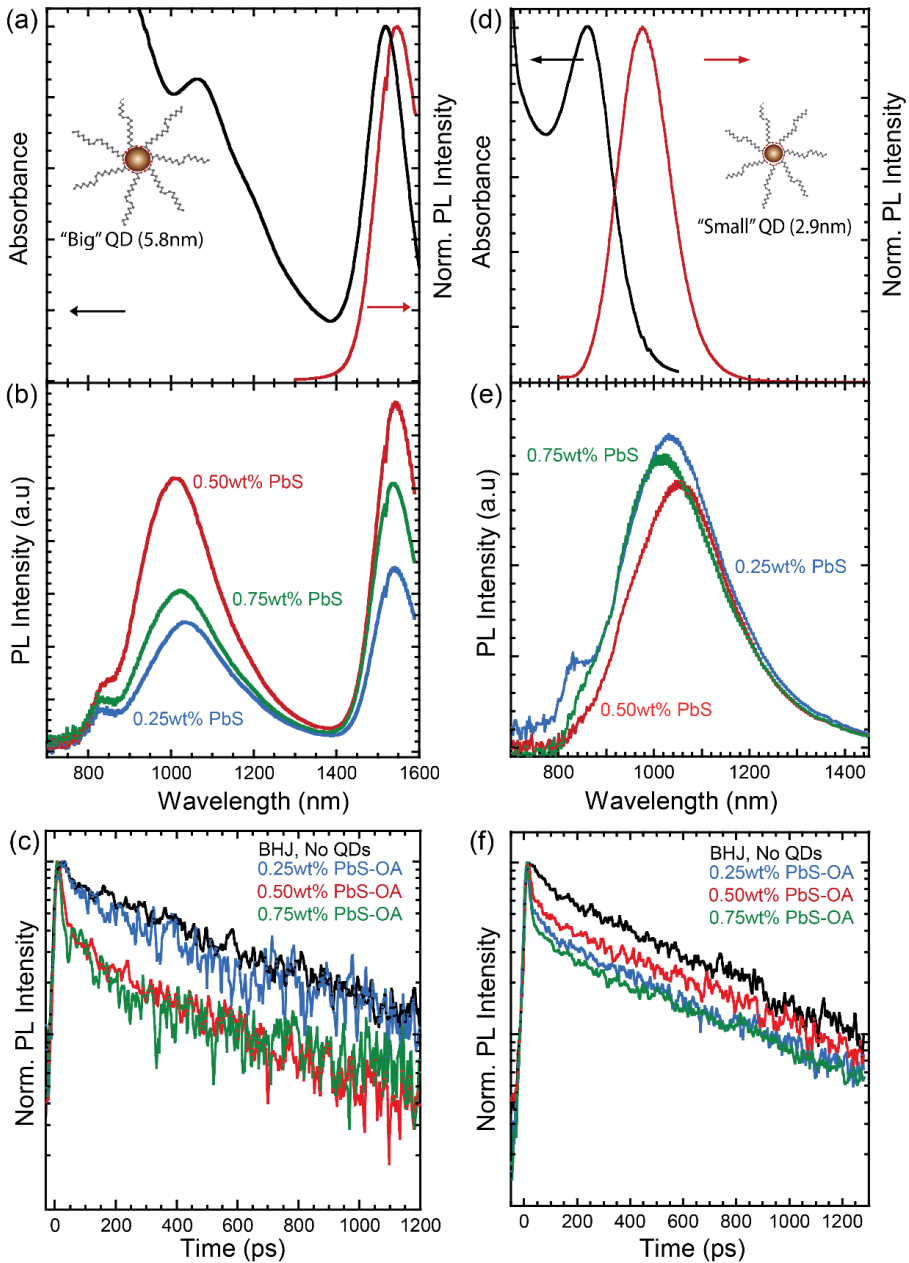 (a)
Absorbance
Norm. PL Intensity
"Big" QD (5.8nm)
800 1000 1200 1400
(d)
Absorbance
Norm. PL Intensity
"Small" QD (2.9nm)
(b)
PL Intensity (a.u)
0.50wt% PbS
0.75wt% PbS
0.25wt% PbS
800 1000 1200 1400 1600
Wavelength (nm)
(e)
PL Intensity (a.u)
0.75wt% PbS
0.25wt% PbS
0.50wt% PbS
800 1000 1200 1400
Wavelength (nm)
(c)
Norm. PL Intensity
BHJ, No QDs
0.25wt% PbS-OA
0.50wt% PbS-OA
0.75wt% PbS-OA
0 200 400 600 800 1000 1200
Time (ps)
(f)
Norm. PL Intensity
BHJ, No QDs
0.25wt% PbS-OA
0.50wt% PbS-OA
0.75wt% PbS-OA
0 200 400 600 800 1000 1200
Time (ps)